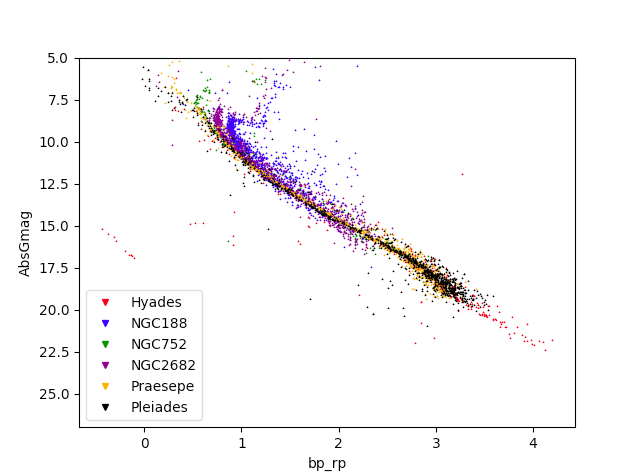 5.0
7.5
10.0
12.5
15.0
17.5
20.0
22.5
25.0
AbsGmag
Hyades
NGC188
NGC752
NGC2682
Praesepe
Pleiades
0 1 2 3 4
bp_rp